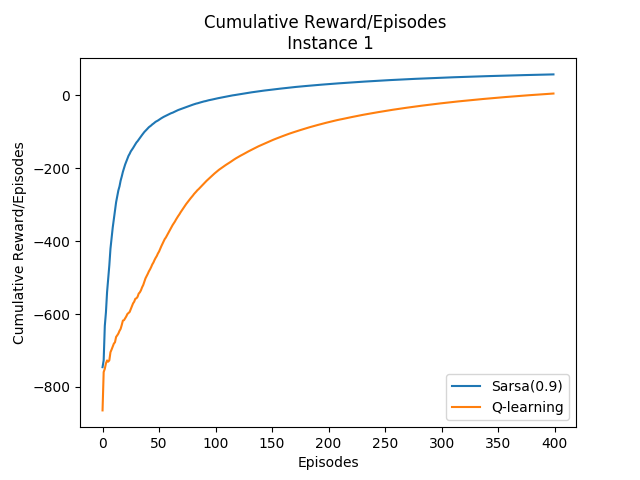 Cumulative Reward/Episodes
Instance 1
Cumulative Reward/Episodes
0
−200
−400
−600
−800
0 50 100 150 200 250 300 350 400
Episodes
Sarsa(0.9)
Q-learning